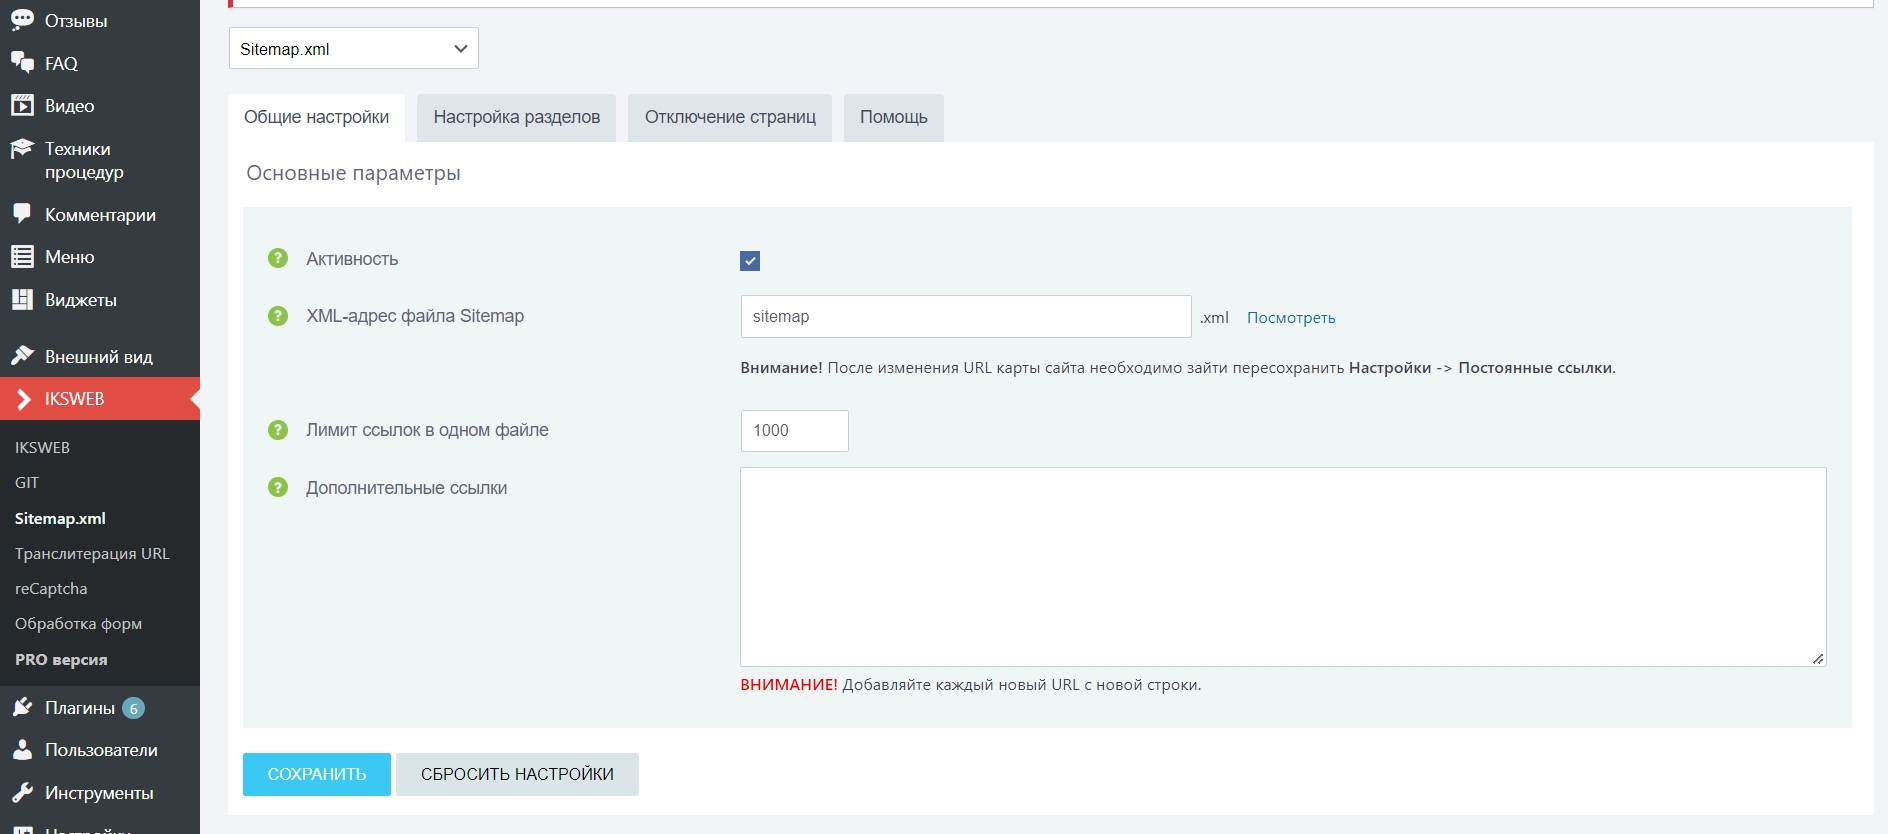 Отзывы
FAQ
Видео
Техники
процедур
Комментарии
Меню
Виджеты
Внешний вид
IKSWEB
IKSWEB
GIT
Sitemap.xml
Транслитерация URL
reCaptcha
Обработка форм
PRO версия
Плагины 6
Пользователи
Инструменты
Настройки
Sitemap.xml
Общие настройки Настройка разделов Отключение страниц Помощь
Основные параметры
? Активность
? XML-адрес файла Sitemap sitemap .xml Посмотреть
Внимание! После изменения URL карты сайта необходимо зайти пересохранить Настройки -> Постоянные ссылки.
? Лимит ссылок в одном файле 1000
? Дополнительные ссылки
ВНИМАНИЕ! Добавляйте каждый новый URL с новой строки.
СОХРАНИТЬ СБРОСИТЬ НАСТРОЙКИ